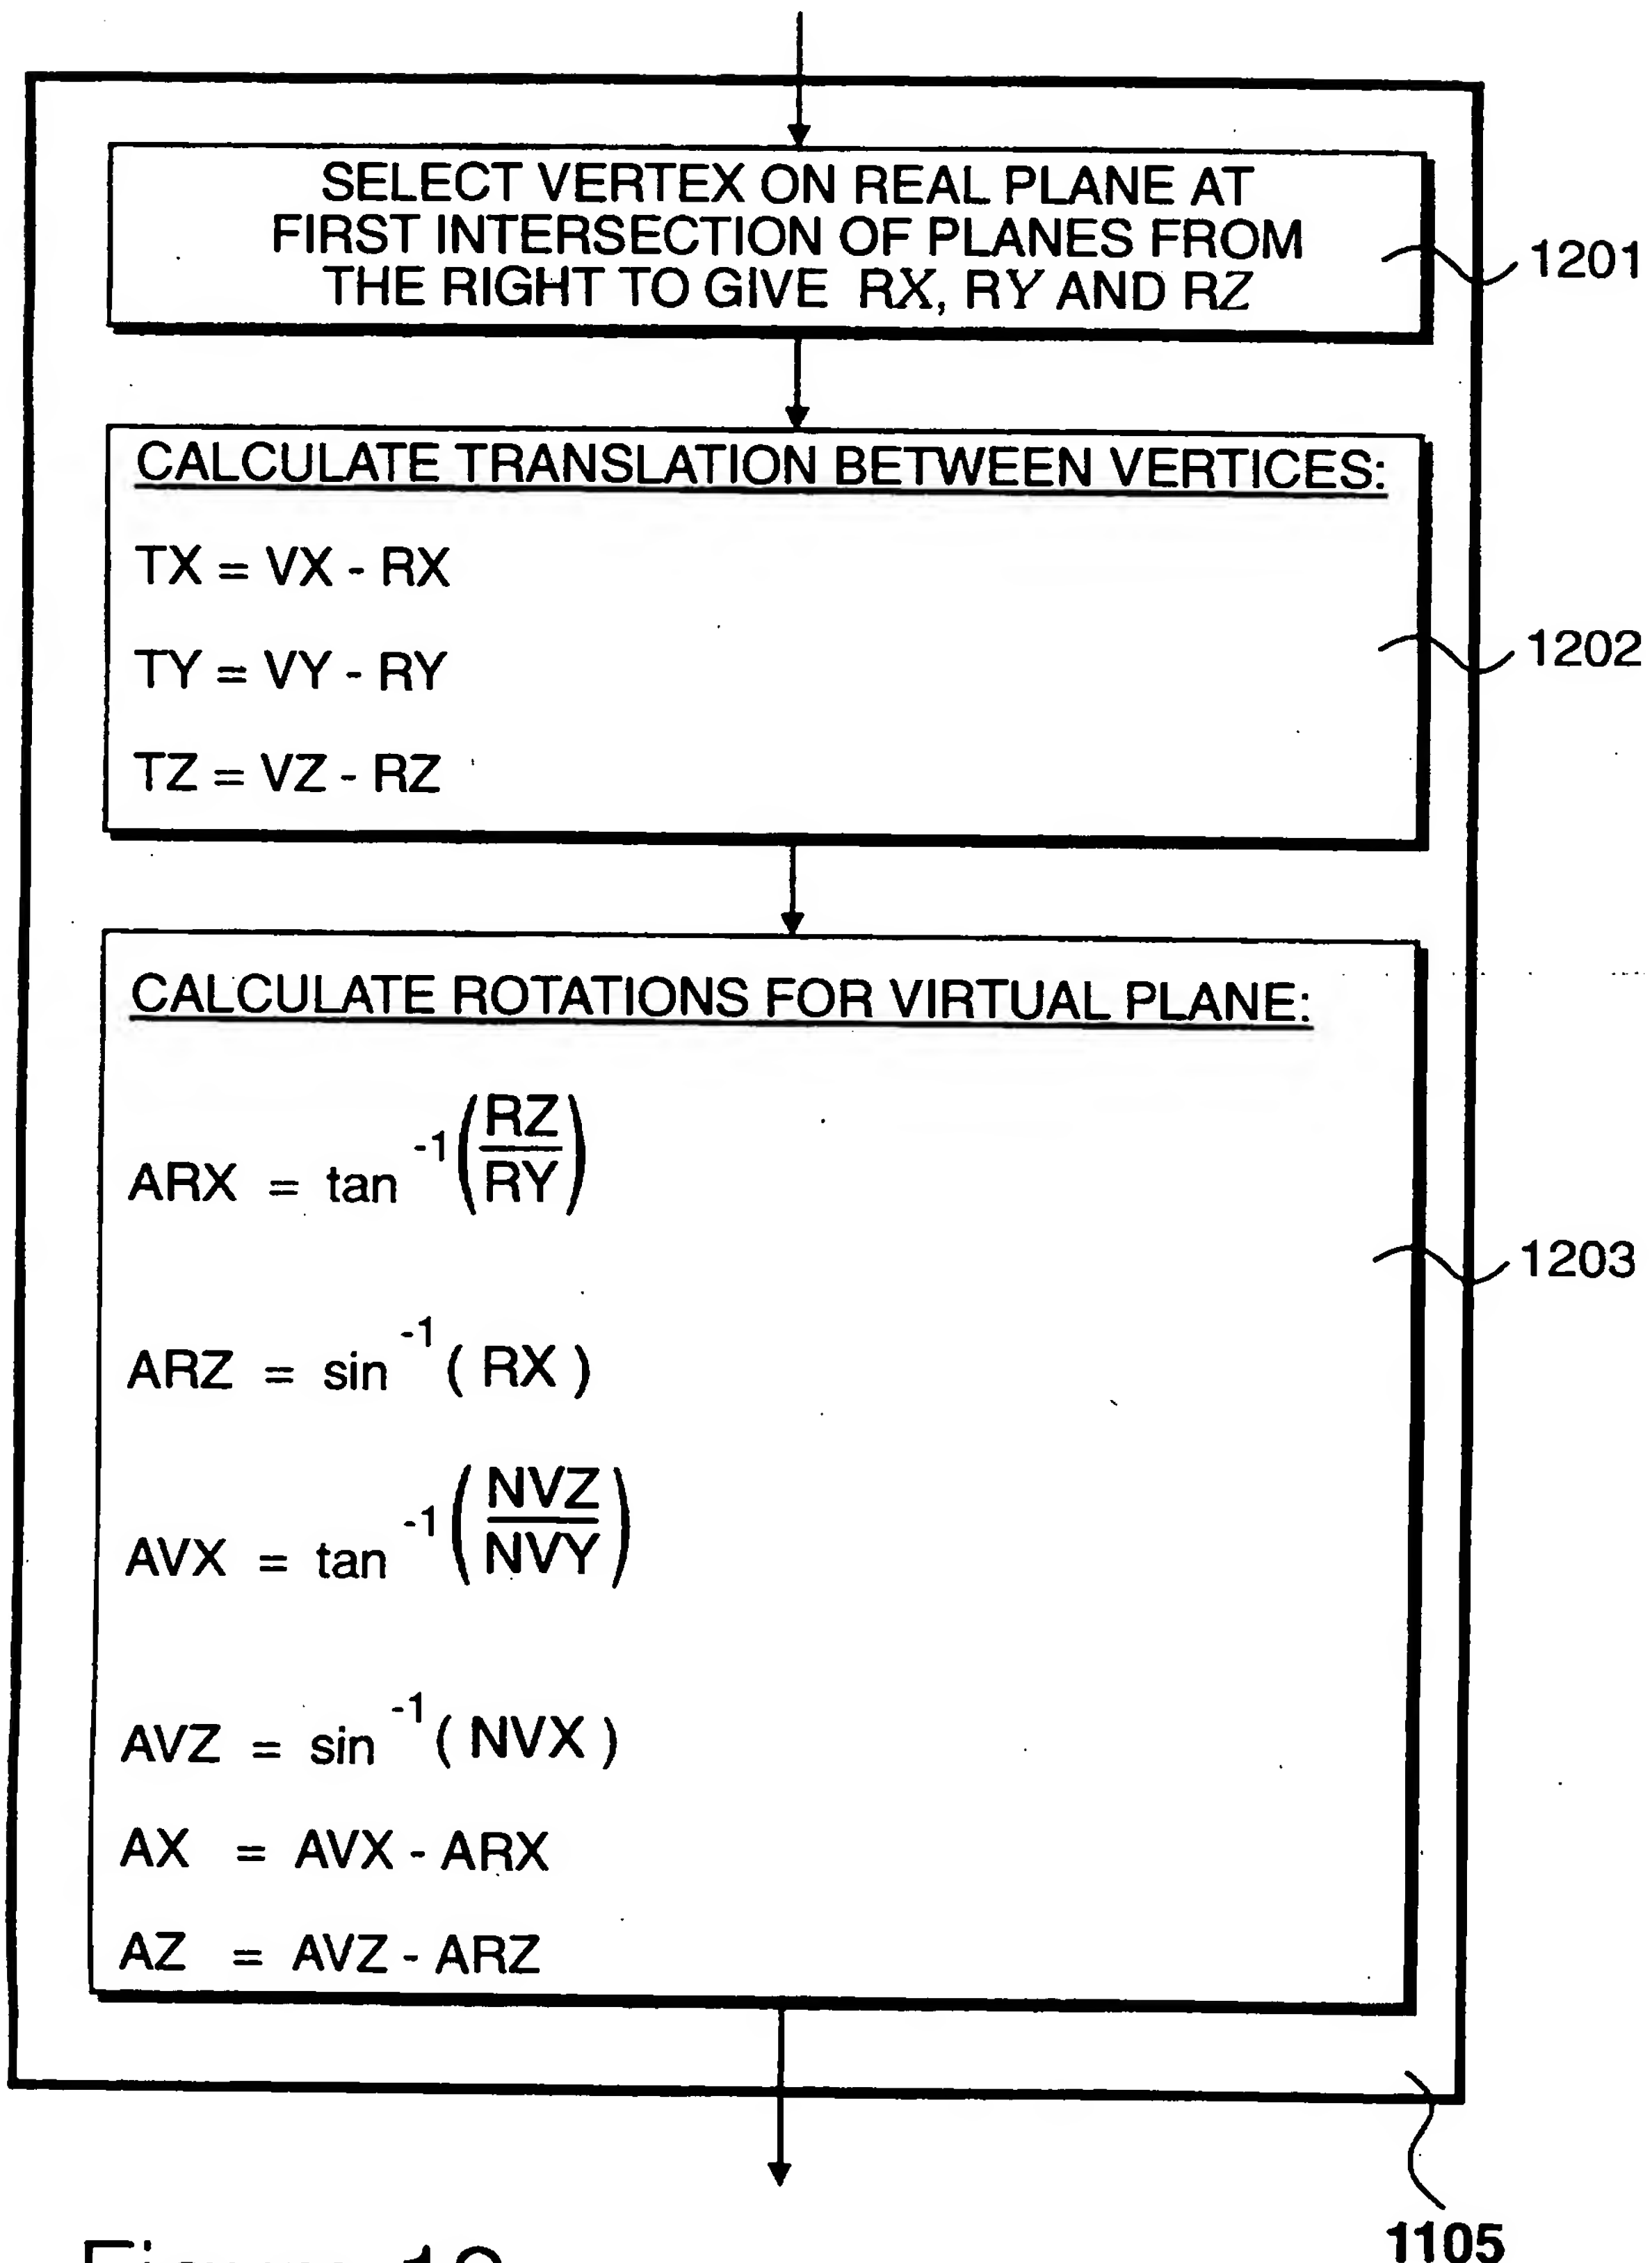 SELECT VERTEX ON REAL PLANE AT
FIRST INTERSECTION OF PLANES FROM
THE RIGHT TO GIVE RX, RY AND RZ
1201
CALCULATE TRANSLATION BETWEEN VERTICES:
TX = VX - RX
TY = VY - RY
TZ = VZ - RZ
1202
CALCULATE ROTATIONS FOR VIRTUAL PLANE:
ARX = tan -1 (RZ/RY)
1203
ARZ = sin -1 ( RX )
AVX = tan -1 (NVZ/NVY)
AVZ = sin -1 ( NVX )
AX = AVX - ARX
AZ = AVZ - ARZ
1105